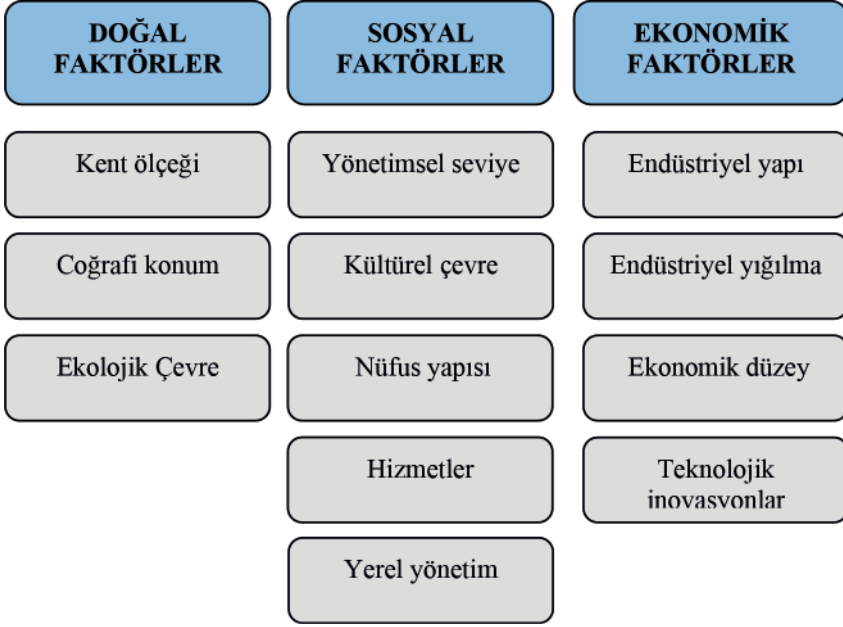 DOĞAL
FAKTÖRLER
Kent ölçeği
Coğrafi konum
Ekolojik Çevre
SOSYAL
FAKTÖRLER
Yönetimsel seviye
Kültürel çevre
Nüfus yapısı
Hizmetler
Yerel yönetim
EKONOMİK
FAKTÖRLER
Endüstriyel yapı
Endüstriyel yığılma
Ekonomik düzey
Teknolojik
inovasyonlar